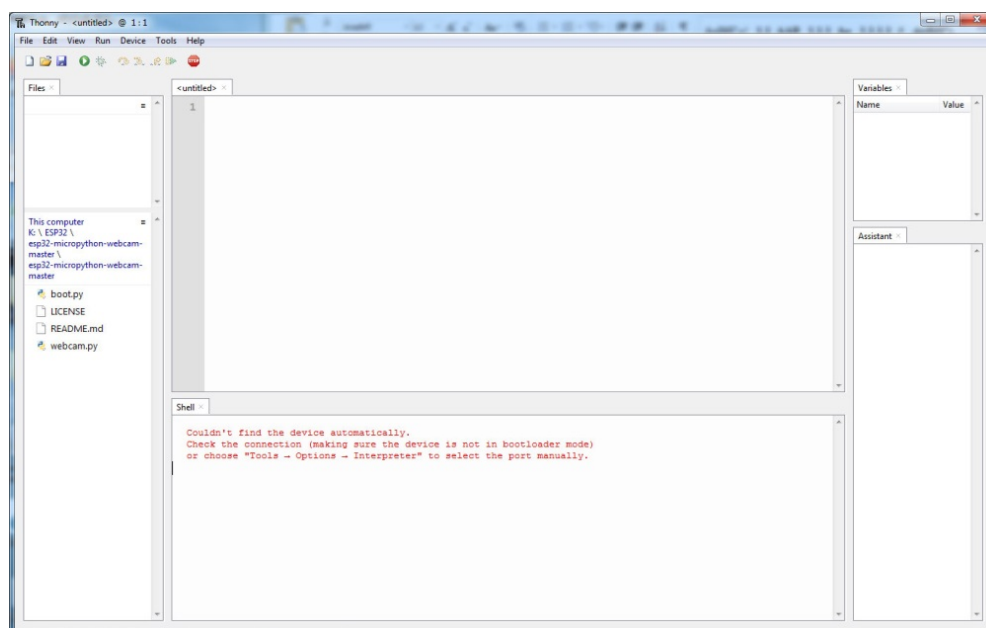 Thonny - <untitled> @ 1:1
File Edit View Run Device Tools Help
Files
<untitled>
Variables
1
Name Value
This computer
K: \ ESP32 \
esp32-micropython-webcam-
master \
esp32-micropython-webcam-
master
Assistant
boot.py
LICENSE
README.md
webcam.py
Shell
Couldn't find the device automatically.
Check the connection (making sure the device is not in bootloader mode)
or choose "Tools → Options → Interpreter" to select the port manually.